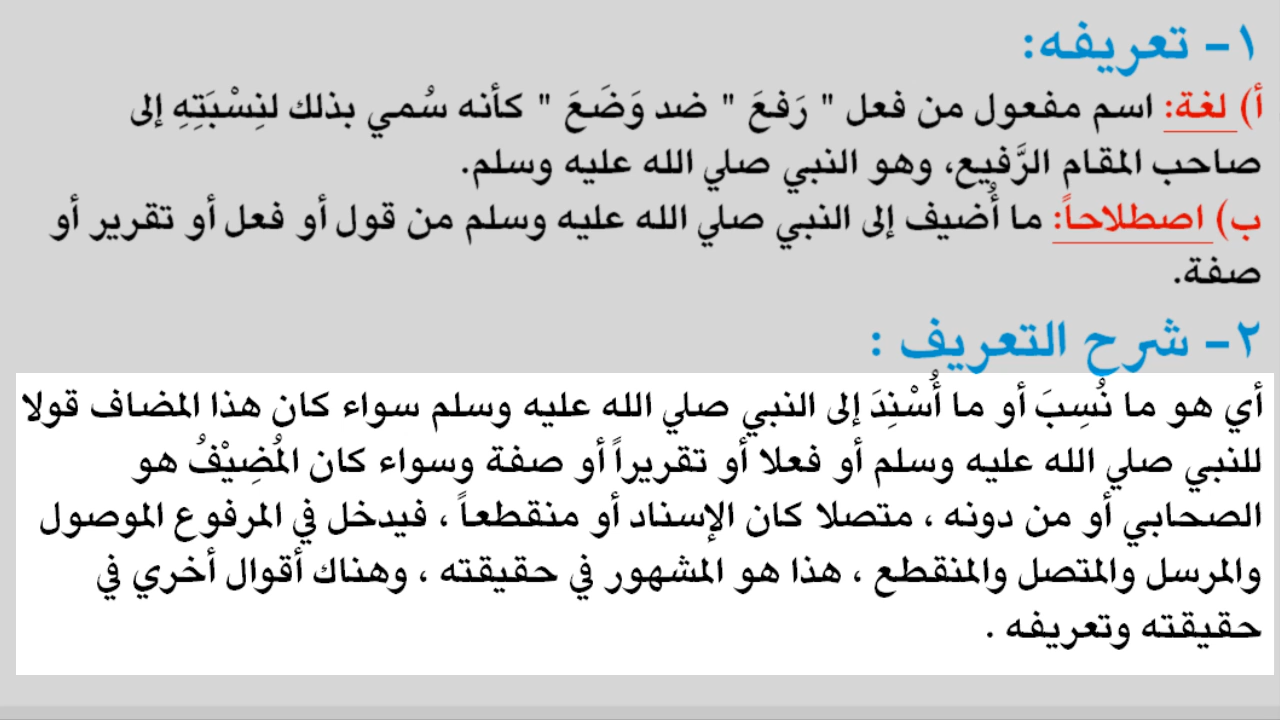 ١- تعريفه:
أ) لغة: اسم مفعول من فعل " رَفعَ " ضد وَضَعَ " كأنه سُمي بذلك لنِسْبَتِهِ إلى
صاحب المقام الرَّفيع، وهو النبي صلي الله عليه وسلم.
ب) اصطلاحاً: ما أُضيف إلى النبي صلي الله عليه وسلم من قول أو فعل أو تقرير أو
صفة.
٢- شرح التعريف :
أي هو ما نُسِبَ أو ما أُسْنِدَ إلى النبي صلي الله عليه وسلم سواء كان هذا المضاف قولا
للنبي صلي الله عليه وسلم أو فعلا أو تقريراً أو صفة وسواء كان المُضِيْفُ هو
الصحابي أو من دونه ، متصلا كان الإسناد أو منقطعاً ، فيدخل في المرفوع الموصول
والمرسل والمتصل والمنقطع ، هذا هو المشهور في حقيقته ، وهناك أقوال أخري في
حقيقته وتعريفه .